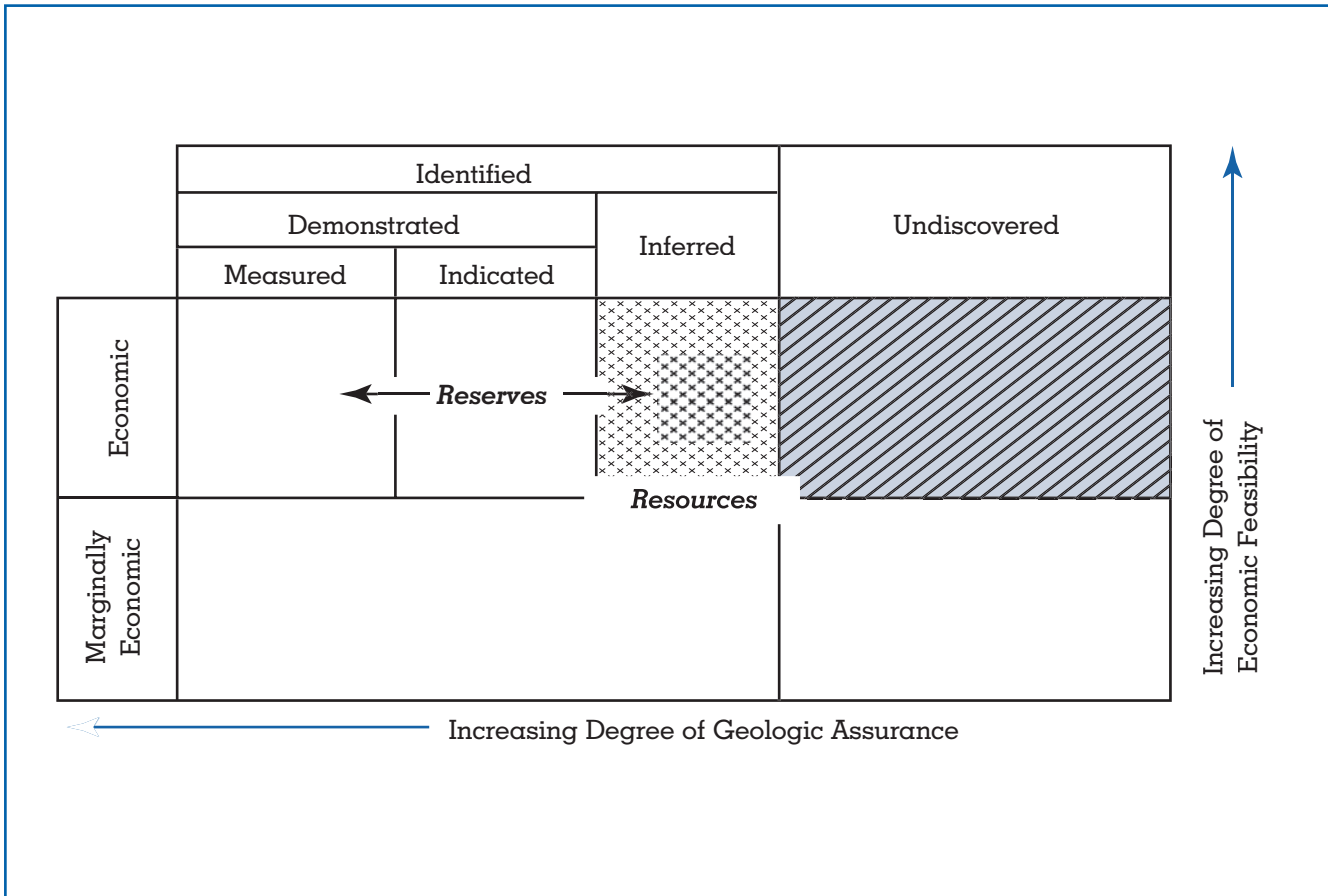 Identified
Demonstrated
Inferred
Undiscovered
Measured
Indicated
Economic
Reserves
Resources
Marginally
Economic
Increasing Degree of
Economic Feasibility
Increasing Degree of Geologic Assurance